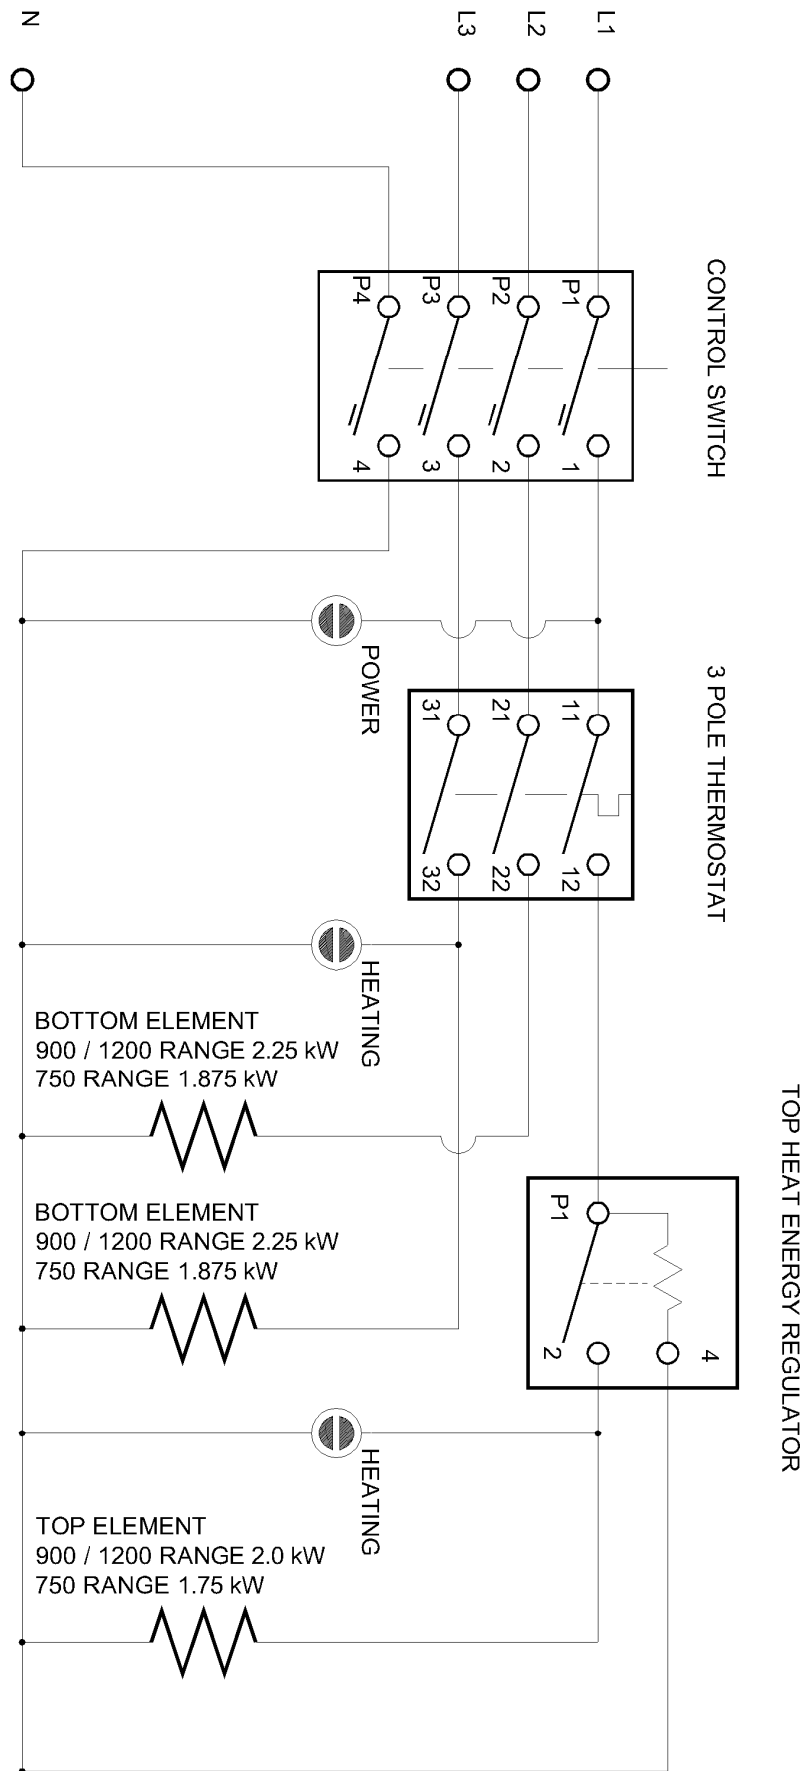 N
L3
L2
L1
CONTROL SWITCH
P4
P3
P2
P1
4
3
2
1
POWER
3 POLE THERMOSTAT
31
21
11
32
22
12
HEATING
BOTTOM ELEMENT
900 / 1200 RANGE 2.25 kW
750 RANGE 1.875 kW
TOP HEAT ENERGY REGULATOR
BOTTOM ELEMENT
900 / 1200 RANGE 2.25 kW
750 RANGE 1.875 kW
P1
2
4
HEATING
TOP ELEMENT
900 / 1200 RANGE 2.0 kW
750 RANGE 1.75 kW